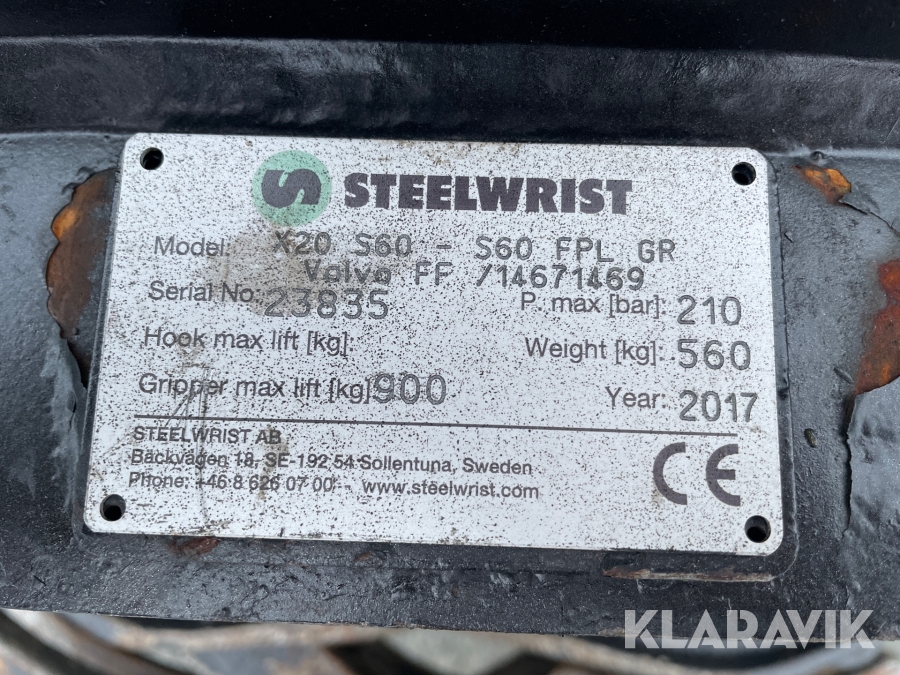 STEELWRIST
Model: X20 S60 - S60 FPL GR
Volvo FF /14671469
Serial No: 23835 P. max [bar]: 210
Hook max lift [kg]: Weight [kg]: 560
Gripper max lift [kg] 900 Year: 2017
STEELWRIST AB
Bäckvägen 18, SE-192 54 Sollentuna, Sweden
Phone: +46 8 626 07 00 - www.steelwrist.com
CE
KLARAVIK